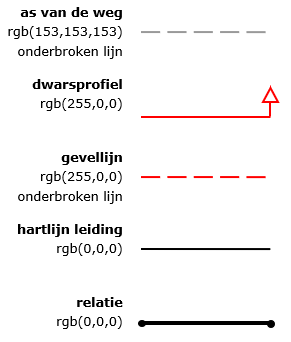 as van de weg
rgb(153,153,153)
onderbroken lijn
dwarsprofiel
rgb(255,0,0)
gevellijn
rgb(255,0,0)
onderbroken lijn
hartlijn leiding
rgb(0,0,0)
relatie
rgb(0,0,0)